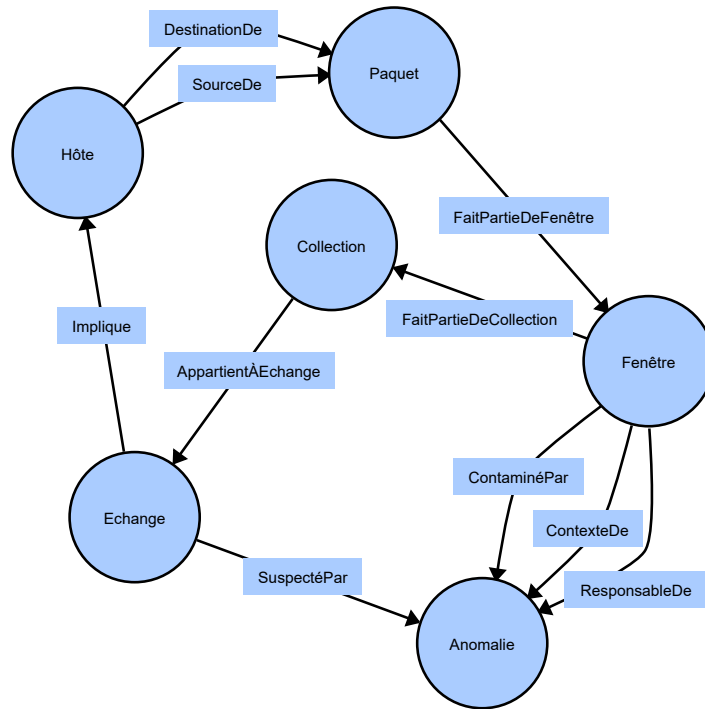 DestinationDe
Paquet
SourceDe
Hôte
FaitPartieDeFenêtre
Collection
FaitPartieDeCollection
Implique
Fenêtre
AppartientÀEchange
ContaminéPar
Echange
ContexteDe
SuspectéPar
ResponsableDe
Anomalie